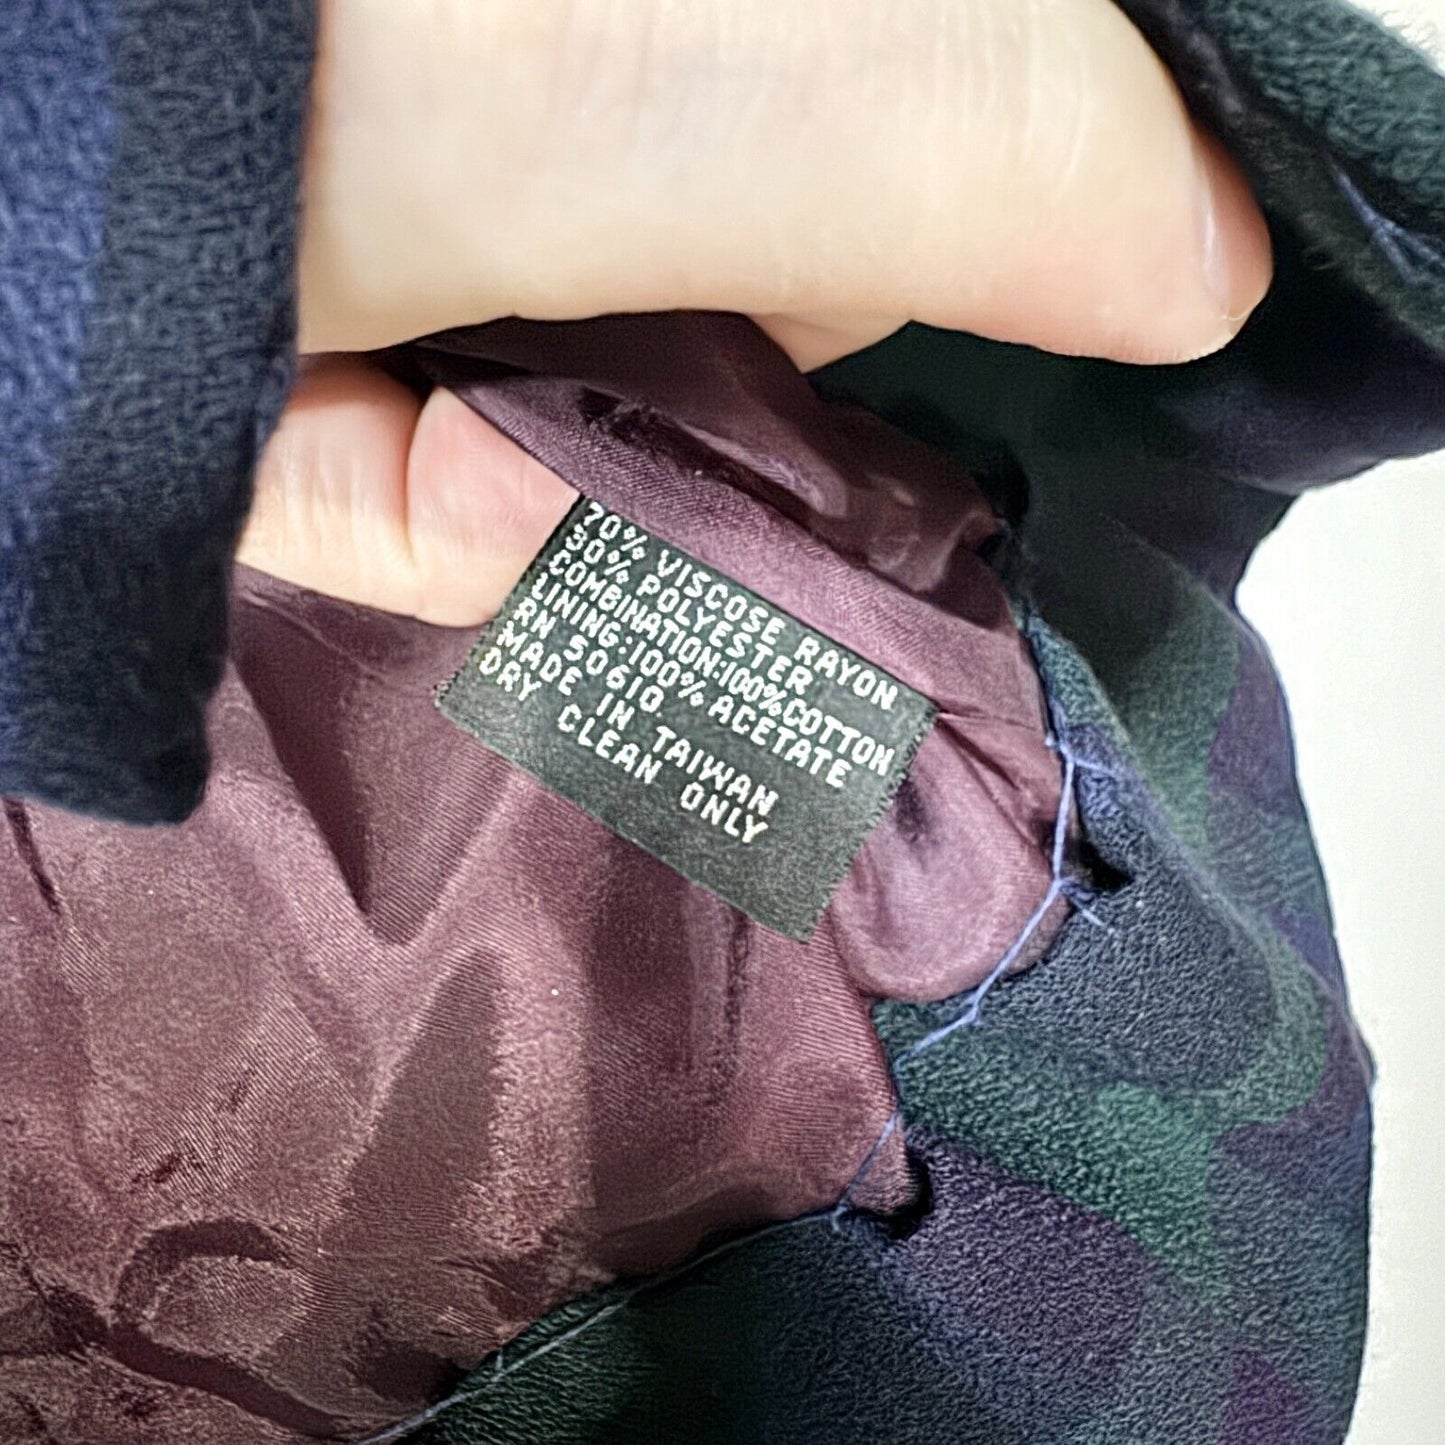 70% VISCOSE RAYON
30% POLYESTER
COMBINATION:100%COTTON
LINING:100% ACETATE
RN 50610
MADE IN TAIWAN
DRY CLEAN ONLY